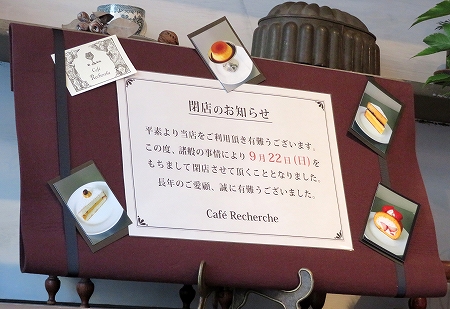 Café
Recherche
閉店のお知らせ
平素より当店をご利用頂き有難うございます。
この度、諸般の事情により 9月22日(日)を
もちまして閉店させて頂くこととなりました。
長年のご愛顧、誠に有難うございました。
Café Recherche